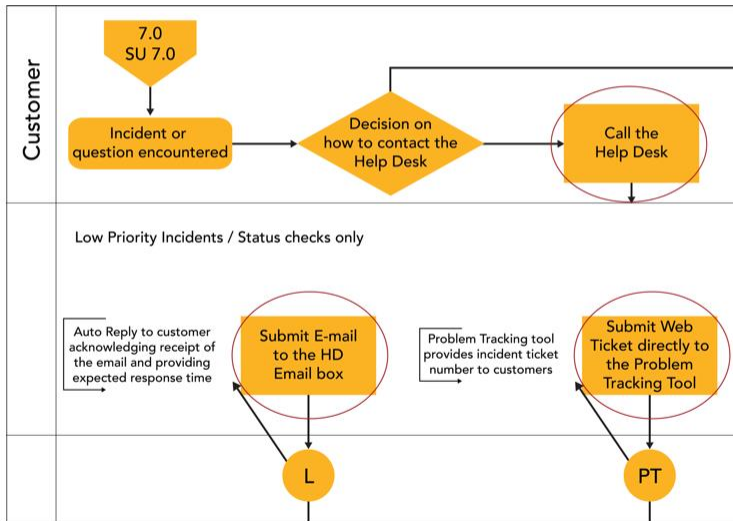 7.0
SU 7.0
Customer
Incident or
question encountered
Decision on
how to contact the
Help Desk
Call the
Help Desk
Low Priority Incidents / Status checks only
Auto Reply to customer
acknowledging receipt of
the email and providing
expected response time
Submit E-mail
to the HD
Email box
Problem Tracking tool
provides incident ticket
number to customers
Submit Web
Ticket directly to
the Problem
Tracking Tool
L
PT